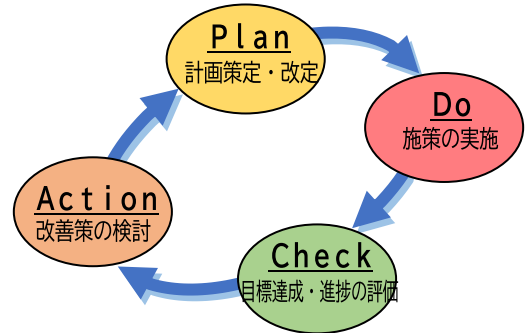 Plan
計画策定・改定
Do
施策の実施
Check
目標達成・進捗の評価
Action
改善策の検討